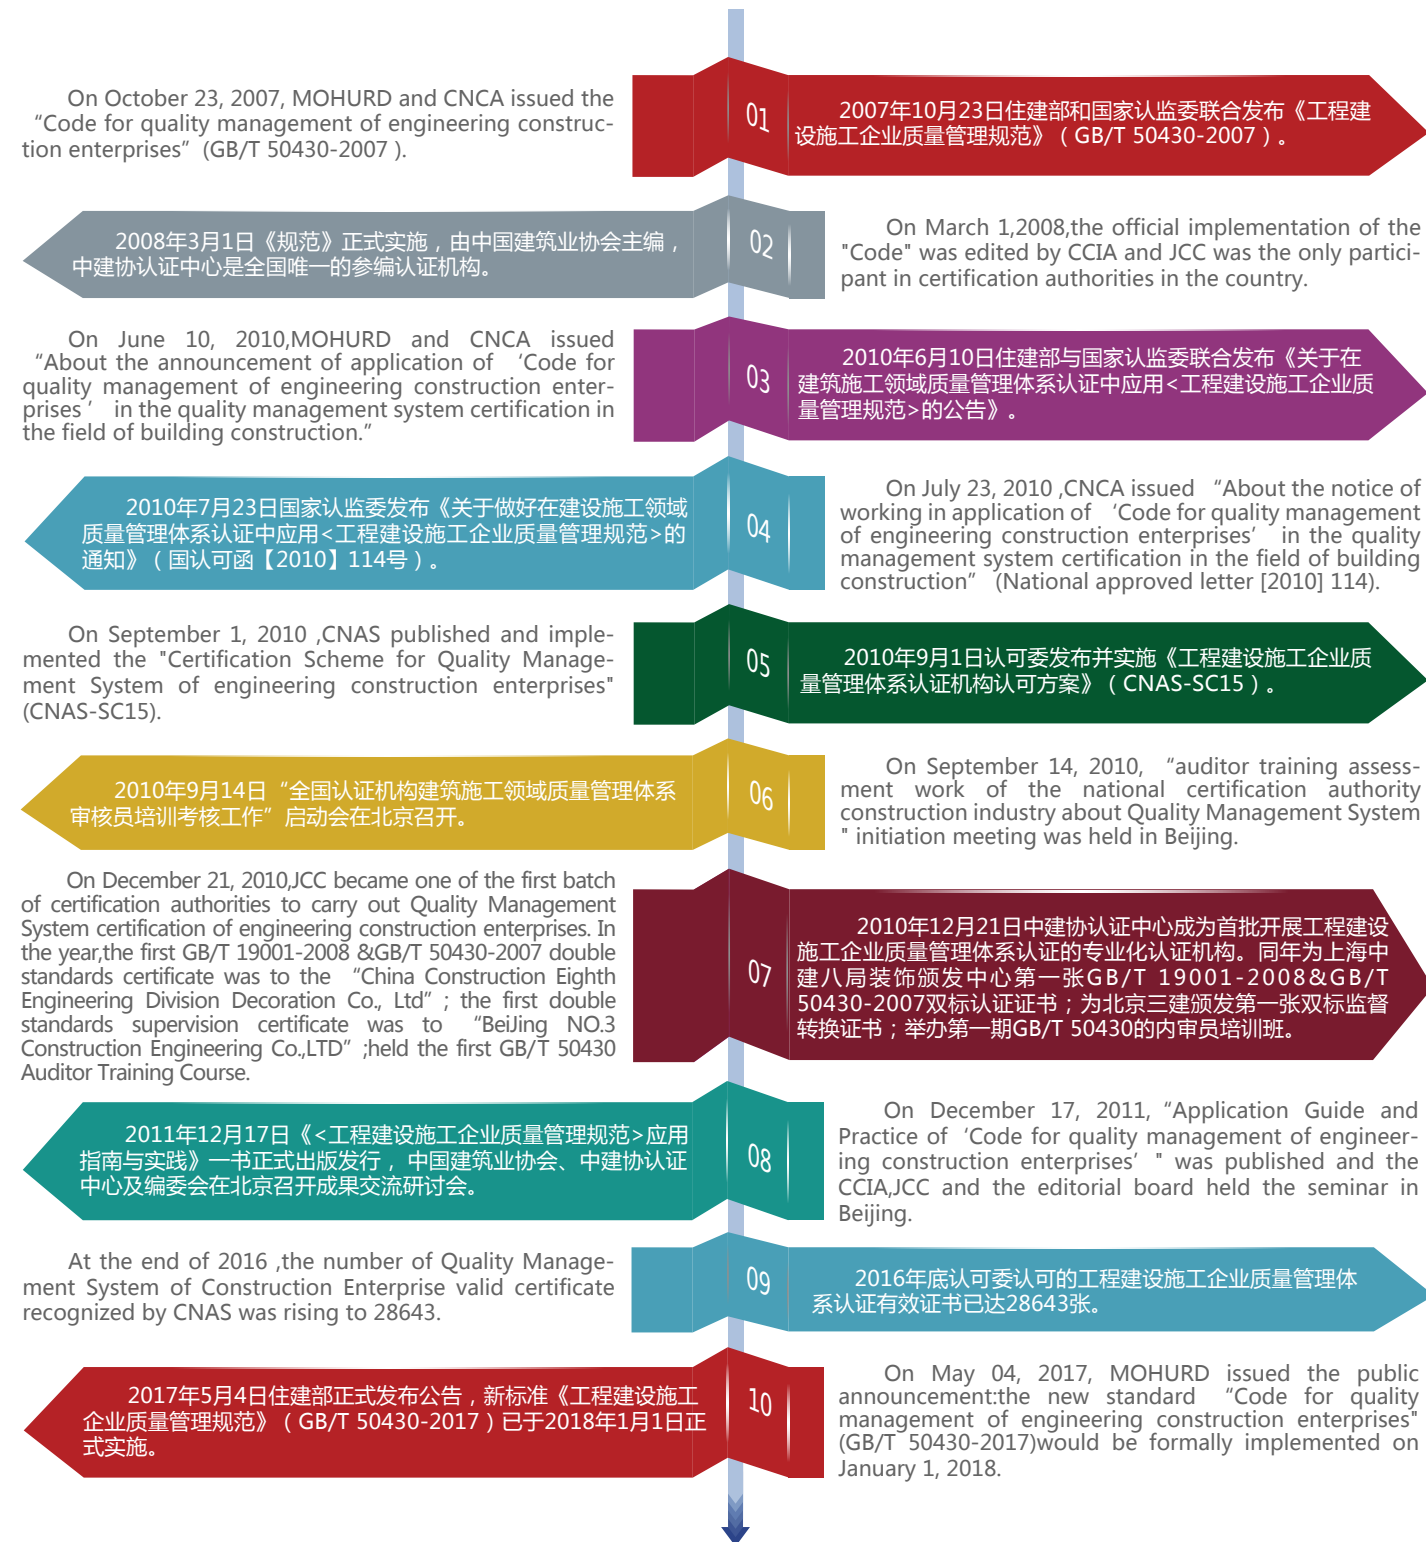 On October 23, 2007, MOHURD and CNCA issued the
“Code for quality management of engineering construc-
tion enterprises” (GB/T 50430-2007 ).
01
2007年10月23日住建部和国家认监委联合发布《工程建
设施工企业质量管理规范》（GB/T 50430-2007）。
2008年3月1日《规范》正式实施，由中国建筑业协会主编，
中建协认证中心是全国唯一的参编认证机构。
02
On March 1,2008,the official implementation of the
"Code" was edited by CCIA and JCC was the only partici-
pant in certification authorities in the country.
On June 10, 2010,MOHURD and CNCA issued
“About the announcement of application of ‘Code for
quality management of engineering construction enter-
prises’ in the quality management system certification in
the field of building construction.”
03
2010年6月10日住建部与国家认监委联合发布《关于在
建筑施工领域质量管理体系认证中应用<工程建设施工企业质
量管理规范>的公告》。
2010年7月23日国家认监委发布《关于做好在建设施工领域
质量管理体系认证中应用<工程建设施工企业质量管理规范>的
通知》（国认可函【2010】114号）。
04
On July 23, 2010 ,CNCA issued “About the notice of
working in application of ‘Code for quality management
of engineering construction enterprises’ in the quality
management system certification in the field of building
construction” (National approved letter [2010] 114).
On September 1, 2010 ,CNAS published and imple-
mented the "Certification Scheme for Quality Manage-
ment System of engineering construction enterprises"
(CNAS-SC15).
05
2010年9月1日认可委发布并实施《工程建设施工企业质
量管理体系认证机构认可方案》（CNAS-SC15）。
2010年9月14日“全国认证机构建筑施工领域质量管理体系
审核员培训考核工作”启动会在北京召开。
06
On September 14, 2010, “auditor training assess-
ment work of the national certification authority
construction industry about Quality Management System
" initiation meeting was held in Beijing.
On December 21, 2010,JCC became one of the first batch
of certification authorities to carry out Quality Management
System certification of engineering construction enterprises. In
the year,the first GB/T 19001-2008 &GB/T 50430-2007 double
standards certificate was to the “China Construction Eighth
Engineering Division Decoration Co., Ltd”; the first double
standards supervision certificate was to “BeiJing NO.3
Construction Engineering Co.,LTD” ;held the first GB/T 50430
Auditor Training Course.
07
2010年12月21日中建协认证中心成为首批开展工程建设
施工企业质量管理体系认证的专业化认证机构。同年为上海中
建八局装饰颁发中心第一张GB/T 19001-2008&GB/T
50430-2007双标认证证书；为北京三建颁发第一张双标监督
转换证书；举办第一期GB/T 50430的内审员培训班。
2011年12月17日《<工程建设施工企业质量管理规范>应用
指南与实践》一书正式出版发行，中国建筑业协会、中建协认证
中心及编委会在北京召开成果交流研讨会。
08
On December 17, 2011, “Application Guide and
Practice of ‘Code for quality management of engineer-
ing construction enterprises’ " was published and the
CCIA,JCC and the editorial board held the seminar in
Beijing.
At the end of 2016 ,the number of Quality Manage-
ment System of Construction Enterprise valid certificate
recognized by CNAS was rising to 28643.
09
2016年底认可委认可的工程建设施工企业质量管理体
系认证有效证书已达28643张。
2017年5月4日住建部正式发布公告，新标准《工程建设施工
企业质量管理规范》（GB/T 50430-2017）已于2018年1月1日正
式实施。
10
On May 04, 2017, MOHURD issued the public
announcement:the new standard “Code for quality
management of engineering construction enterprises"
(GB/T 50430-2017)would be formally implemented on
January 1, 2018.